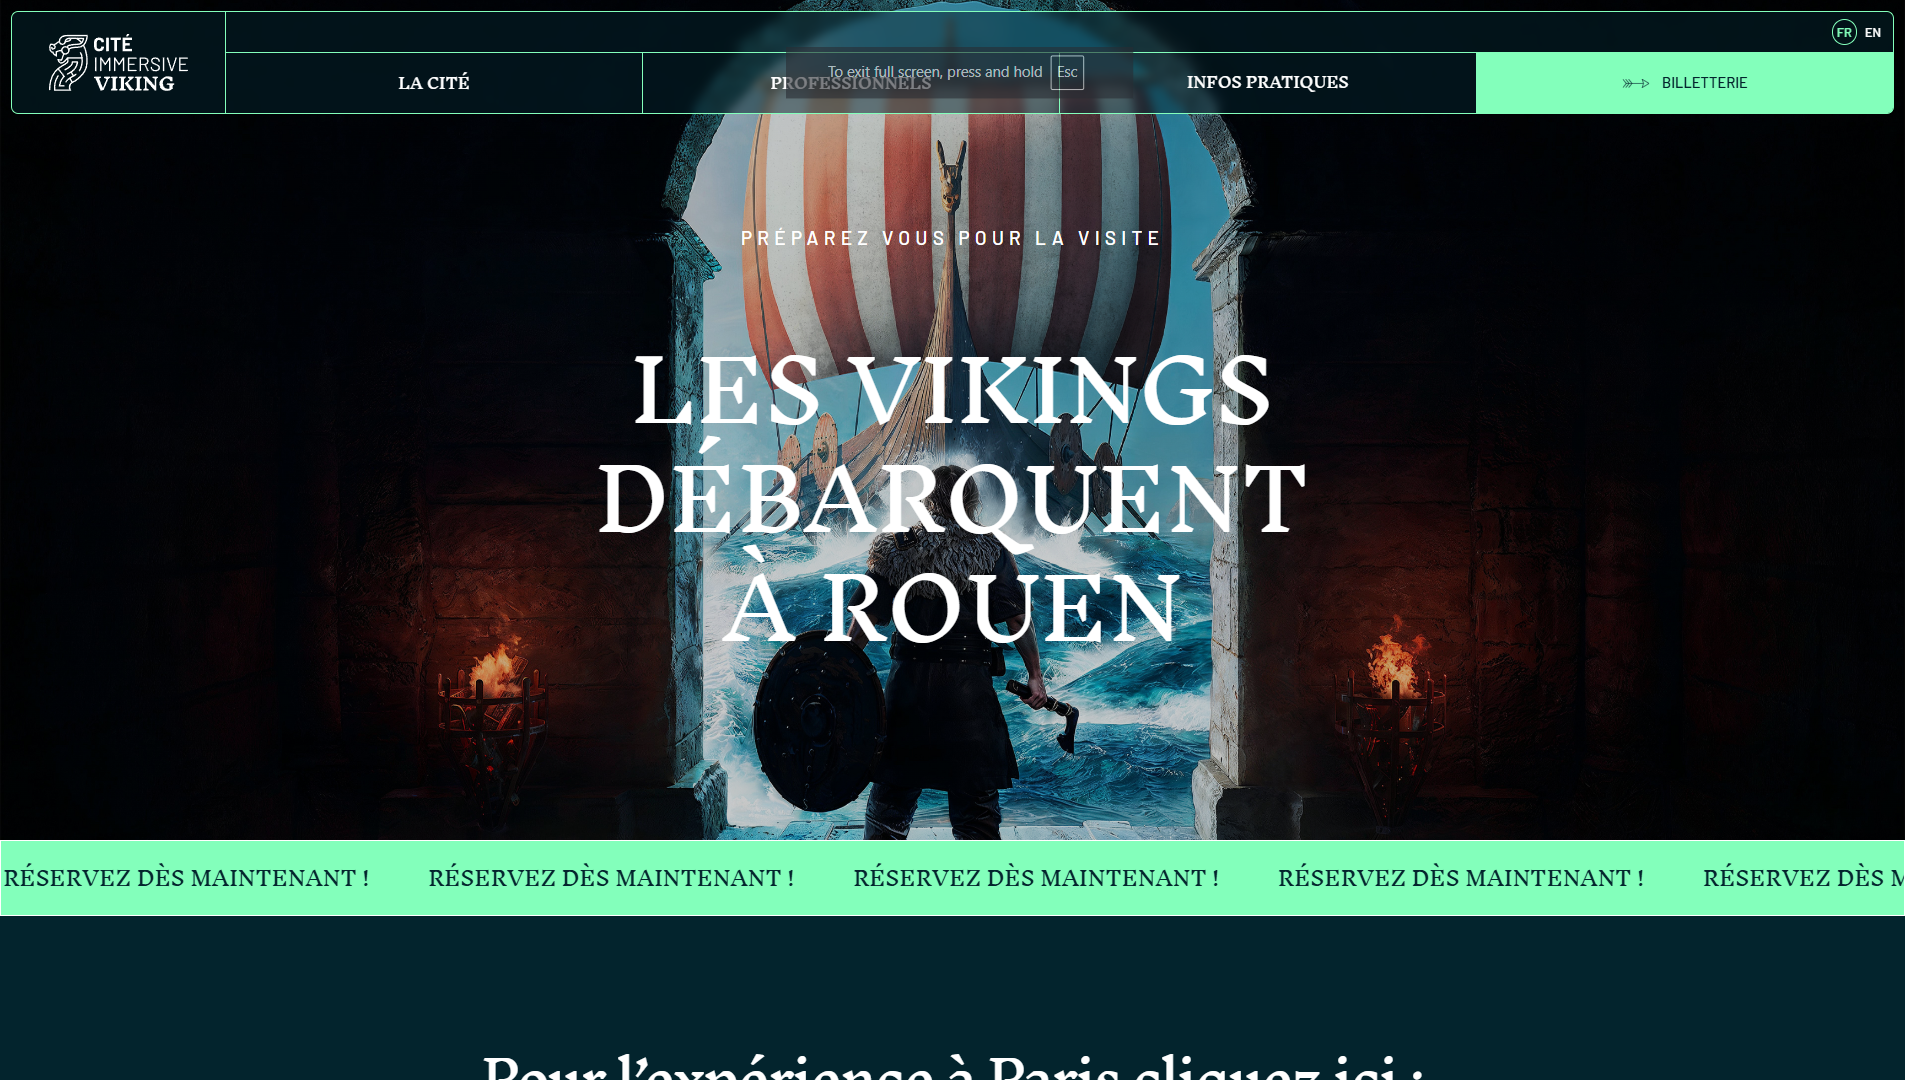 CITÉ
IMMERSIVE
VIKING
FR EN
LA CITÉ
PROFESSIONNELS
INFOS PRATIQUES
BILLETTERIE
To exit full screen, press and hold Esc
PRÉPAREZ VOUS POUR LA VISITE
LES VIKINGS
DÉBARQUENT
À ROUEN
RÉSERVEZ DÈS MAINTENANT ! RÉSERVEZ DÈS MAINTENANT ! RÉSERVEZ DÈS MAINTENANT ! RÉSERVEZ DÈS MAINTENANT ! RÉSERVEZ DÈS M
Pour l’expérience à Paris cliquez ici :